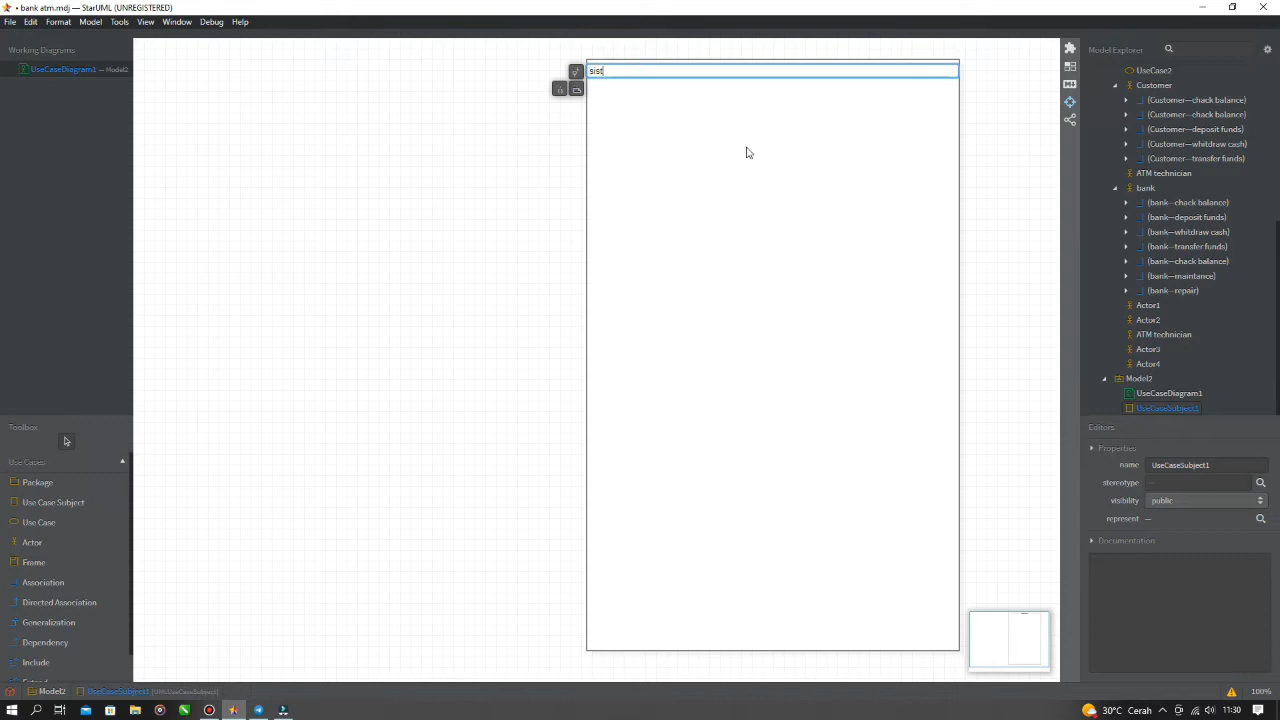 • bank atm.mdj — StarUML (UNREGISTERED)
File Edit Format Model Tools View Window Debug Help
Working Diagrams
UseCaseDiagram1 — Model2
sist
Model Explorer
UseCase2
Customer
(Customer—chack balance)
(Customer—chack balance)
(Customer—deposit funds)
(Customer—whitdraw cash)
(Customer—transfer funds)
ATM technician
bank
(bank—chack balance)
(bank—deposit funds)
(bank—whitdraw cash)
(bank—transfer funds)
(bank—chack balance)
(bank—maintance)
(bank—repair)
Actor1
Actor2
ATM technician
Actor3
Actor4
Model2
UseCaseDiagram1
UseCaseSubject1
Toolbox
Use Cases
Package
Use Case Subject
Use Case
Actor
Frame
Association
Directed Association
Generalization
Dependency
Include
Extend
Editors
Properties
name UseCaseSubject1
stereotype —
visibility public
represent —
Documentation
Model2 UseCaseSubject1 [UMLUseCaseSubject]
100%
30°C Cerah 11:30